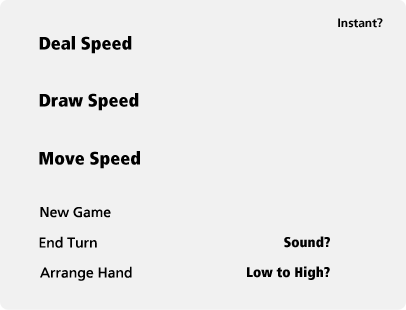 Instant?
Deal Speed
Draw Speed
Move Speed
New Game
End Turn Sound?
Arrange Hand Low to High?